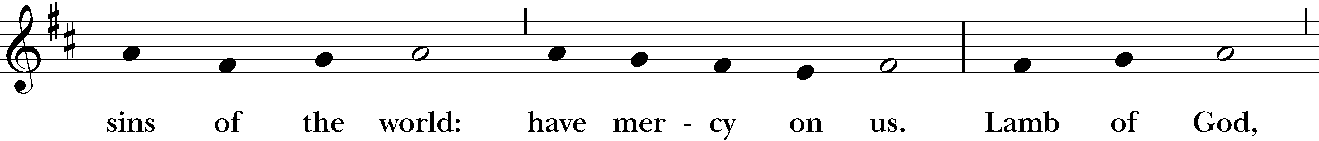 sins of the world: have mer - cy on us. Lamb of God,